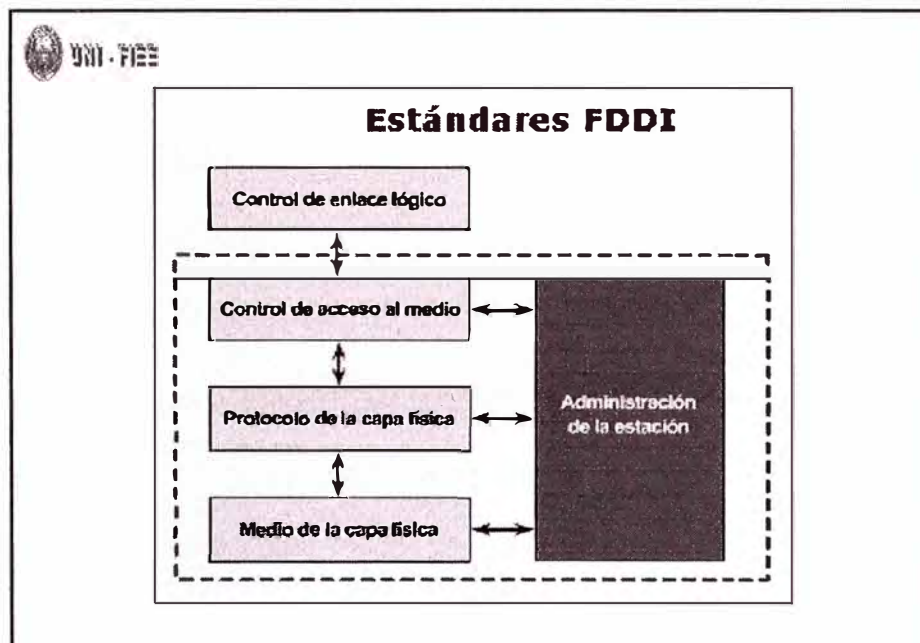 UNI - FIEE
Estándares FDDI
Control de enlace lógico
Control de acceso al medio
Protocolo de la capa física
Administración
de la estación
Medio de la capa física